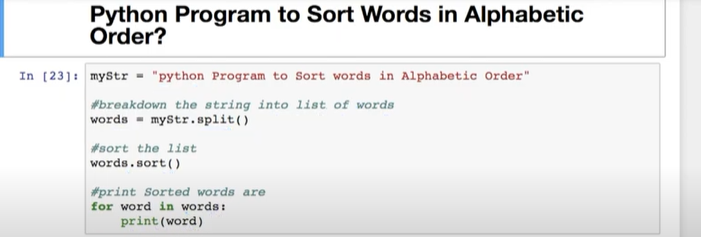 Python Program to Sort Words in Alphabetic
Order?
In [23]: myStr = "python Program to Sort words in Alphabetic Order"
#breakdown the string into list of words
words = myStr.split()
#sort the list
words.sort()
#print Sorted words are
for word in words:
    print(word)